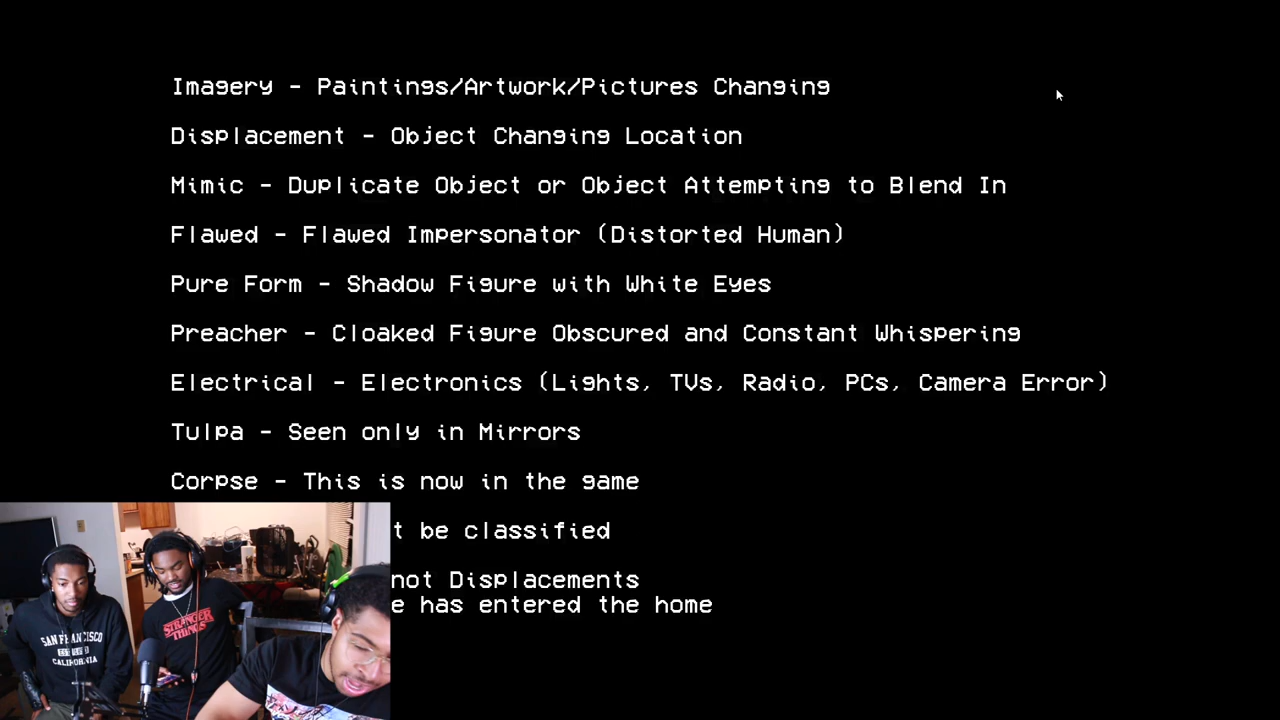 Imagery - Paintings/Artwork/Pictures Changing
Displacement - Object Changing Location
Mimic - Duplicate Object or Object Attempting to Blend In
Flawed - Flawed Impersonator (Distorted Human)
Pure Form - Shadow Figure with White Eyes
Preacher - Cloaked Figure Obscured and Constant Whispering
Electrical - Electronics (Lights, TVs, Radio, PCs, Camera Error)
Tulpa - Seen only in Mirrors
Corpse - This is now in the game
t be classified
not Displacements
e has entered the home
SAN FRANCISCO
CALIFORNIA
STRANGER
THINGS